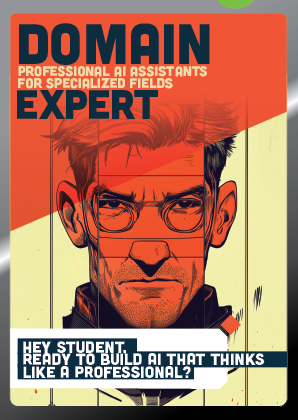 DOMAIN
PROFESSIONAL AI ASSISTANTS
FOR SPECIALIZED FIELDS
EXPERT
HEY STUDENT,
READY TO BUILD AI THAT THINKS
LIKE A PROFESSIONAL?